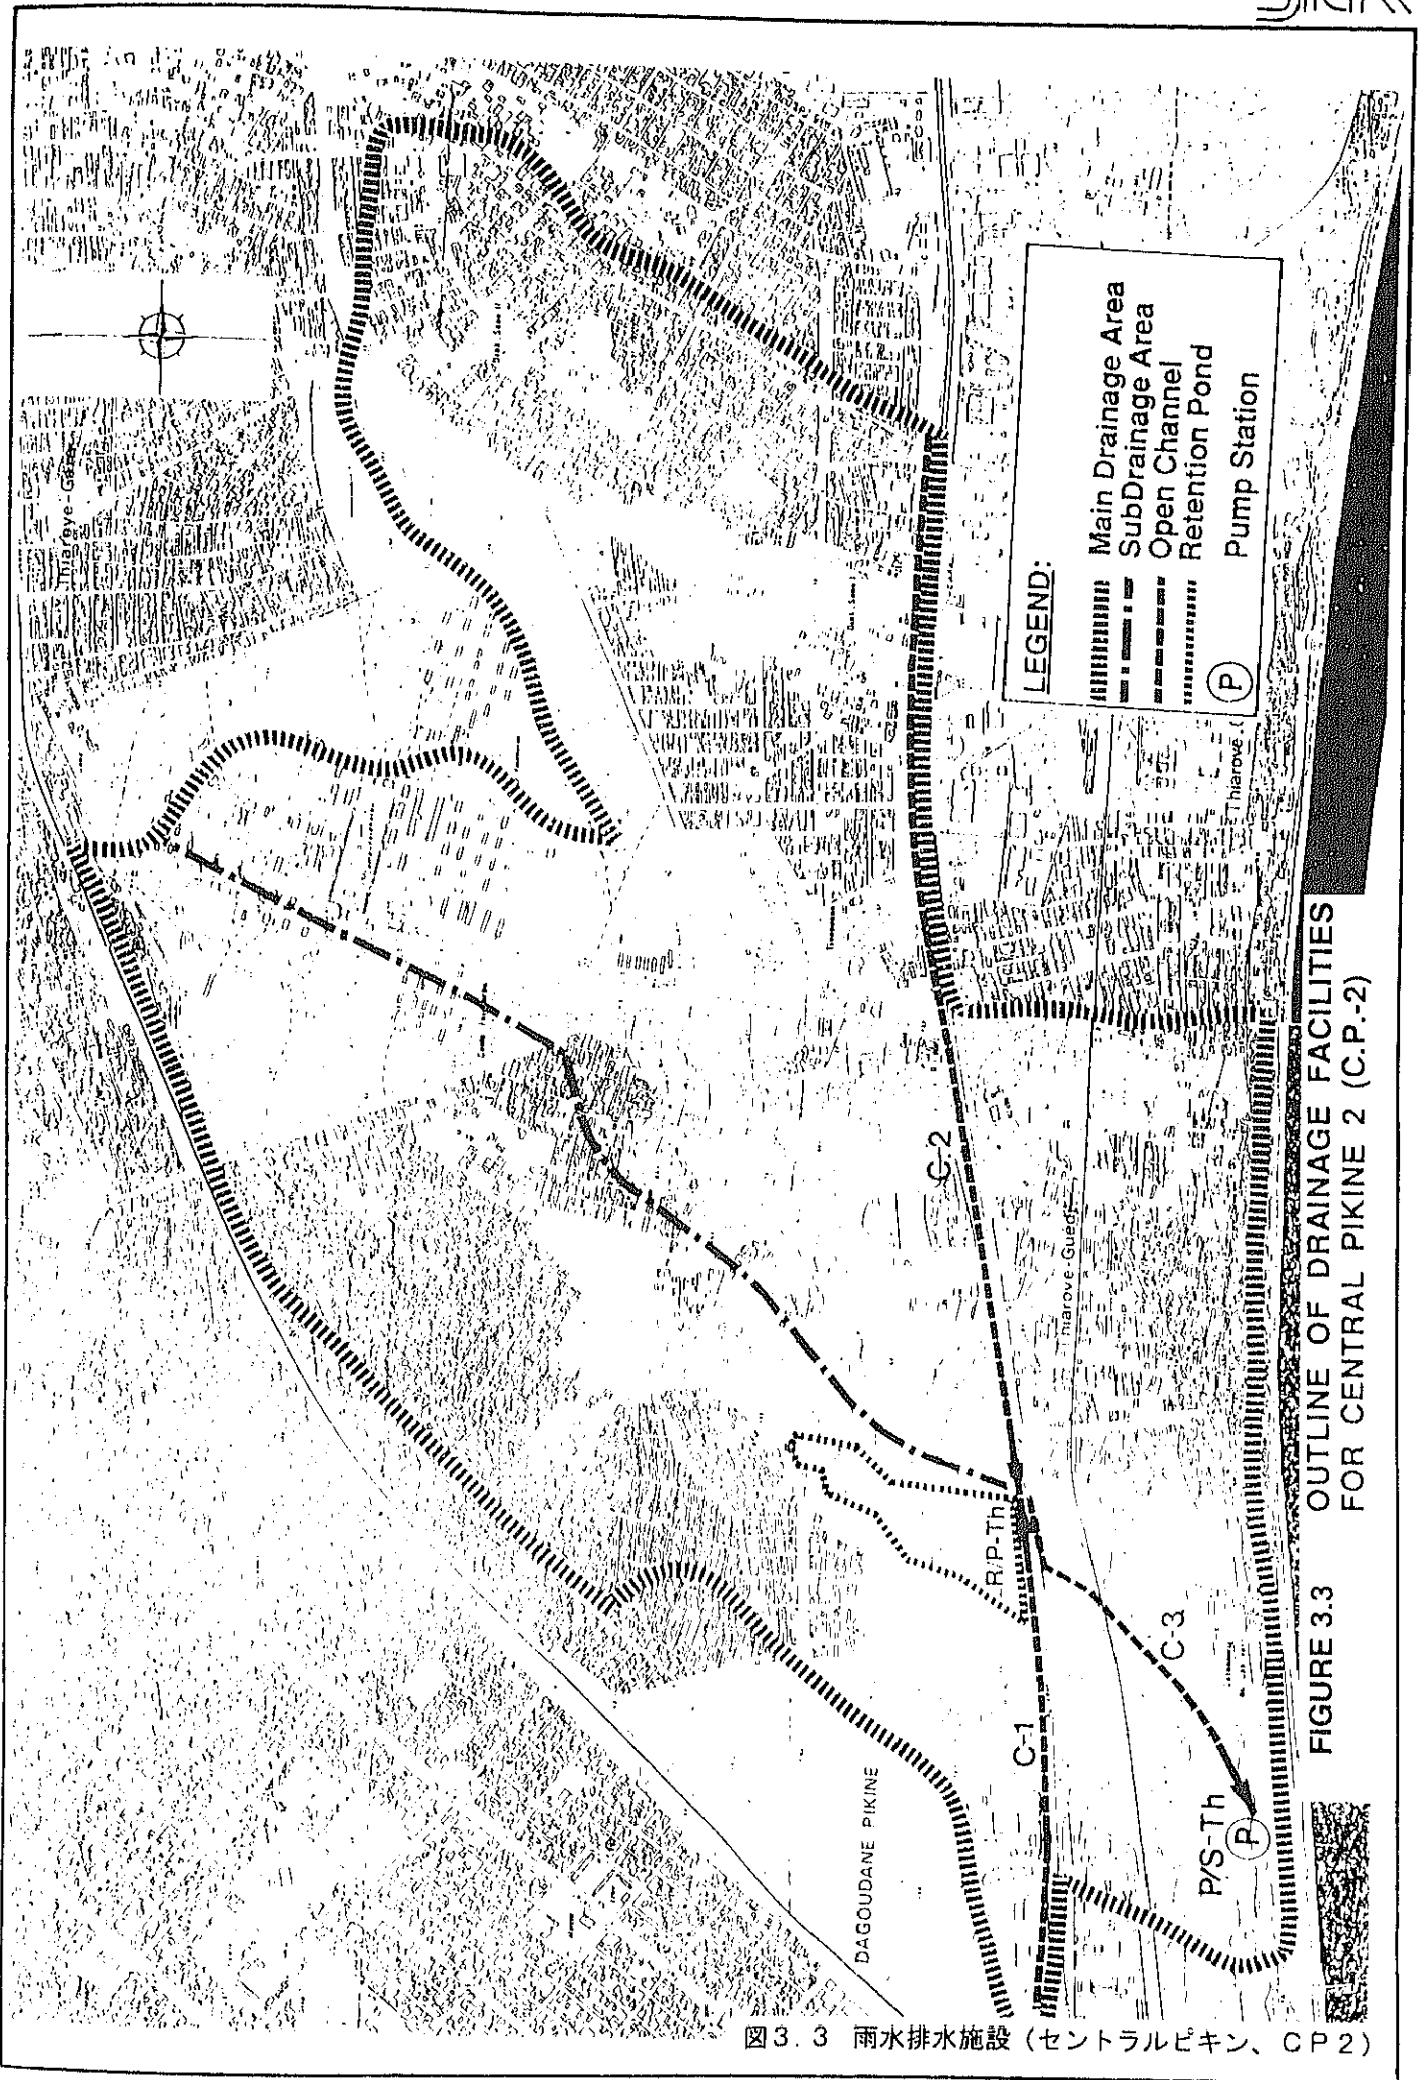 Thiaroye-Gare
LEGEND:
Main Drainage Area
SubDrainage Area
Open Channel
Retention Pond
P Pump Station
C-2
C-1
C-3
R/P-Th
P/S-Th
P
DAGOUDANE PIKINE
FIGURE 3.3 OUTLINE OF DRAINAGE FACILITIES
FOR CENTRAL PIKINE 2 (C.P.-2)
図3.3 雨水排水施設(セントラルピキン、CP2)